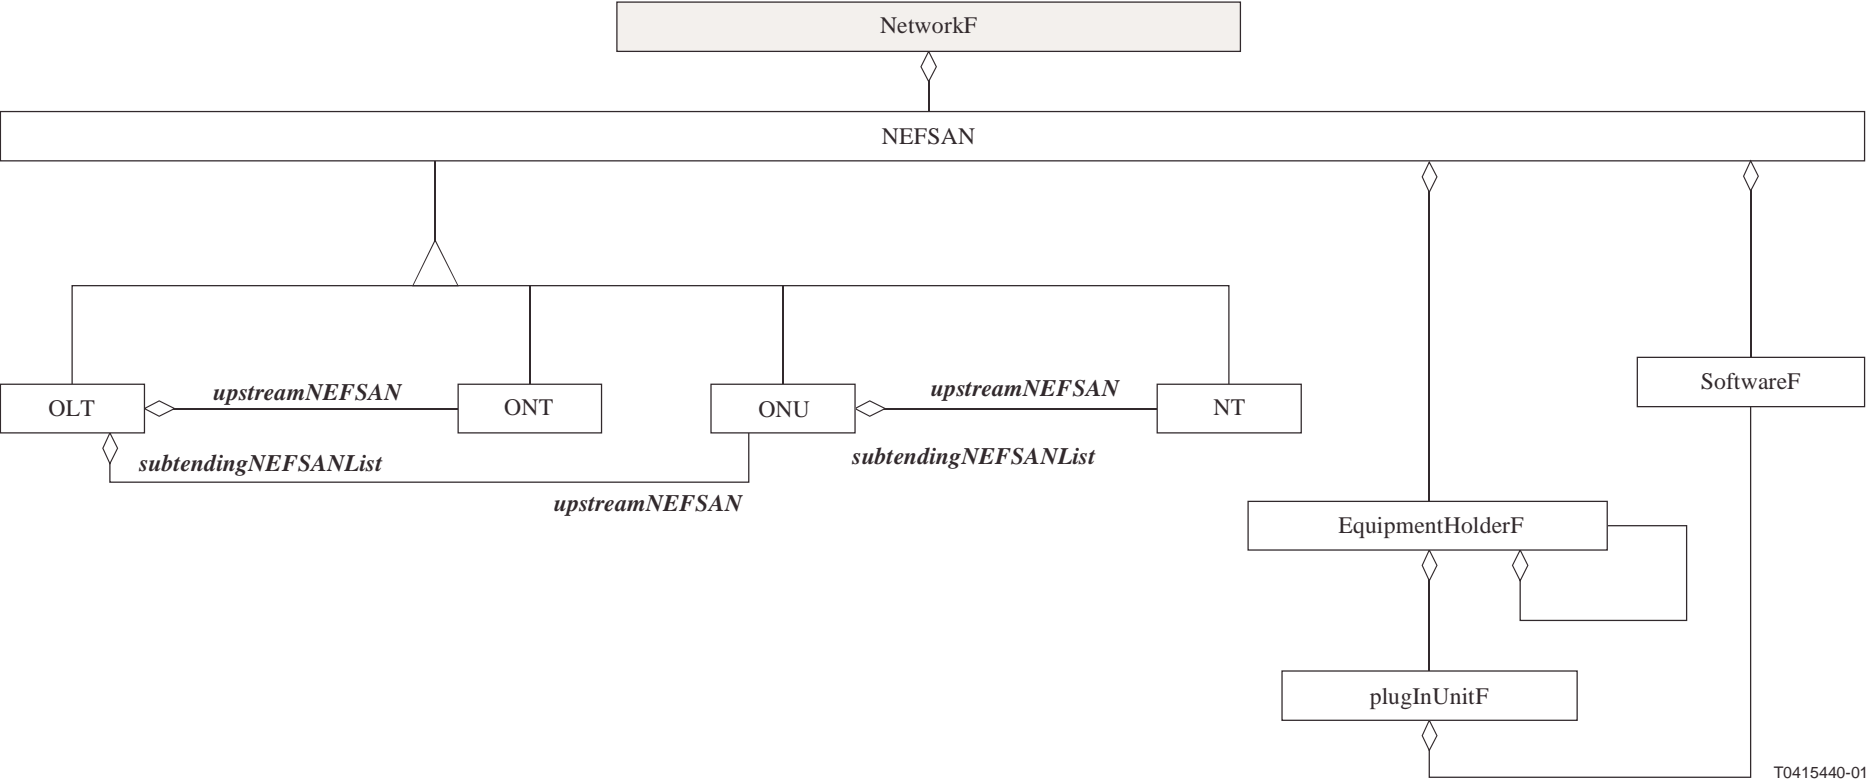 NetworkF
NEFSAN
OLT
upstreamNEFSAN
ONT
ONU
upstreamNEFSAN
NT
SoftwareF
subtendingNEFSANList
subtendingNEFSANList
upstreamNEFSAN
EquipmentHolderF
plugInUnitF
T0415440-01